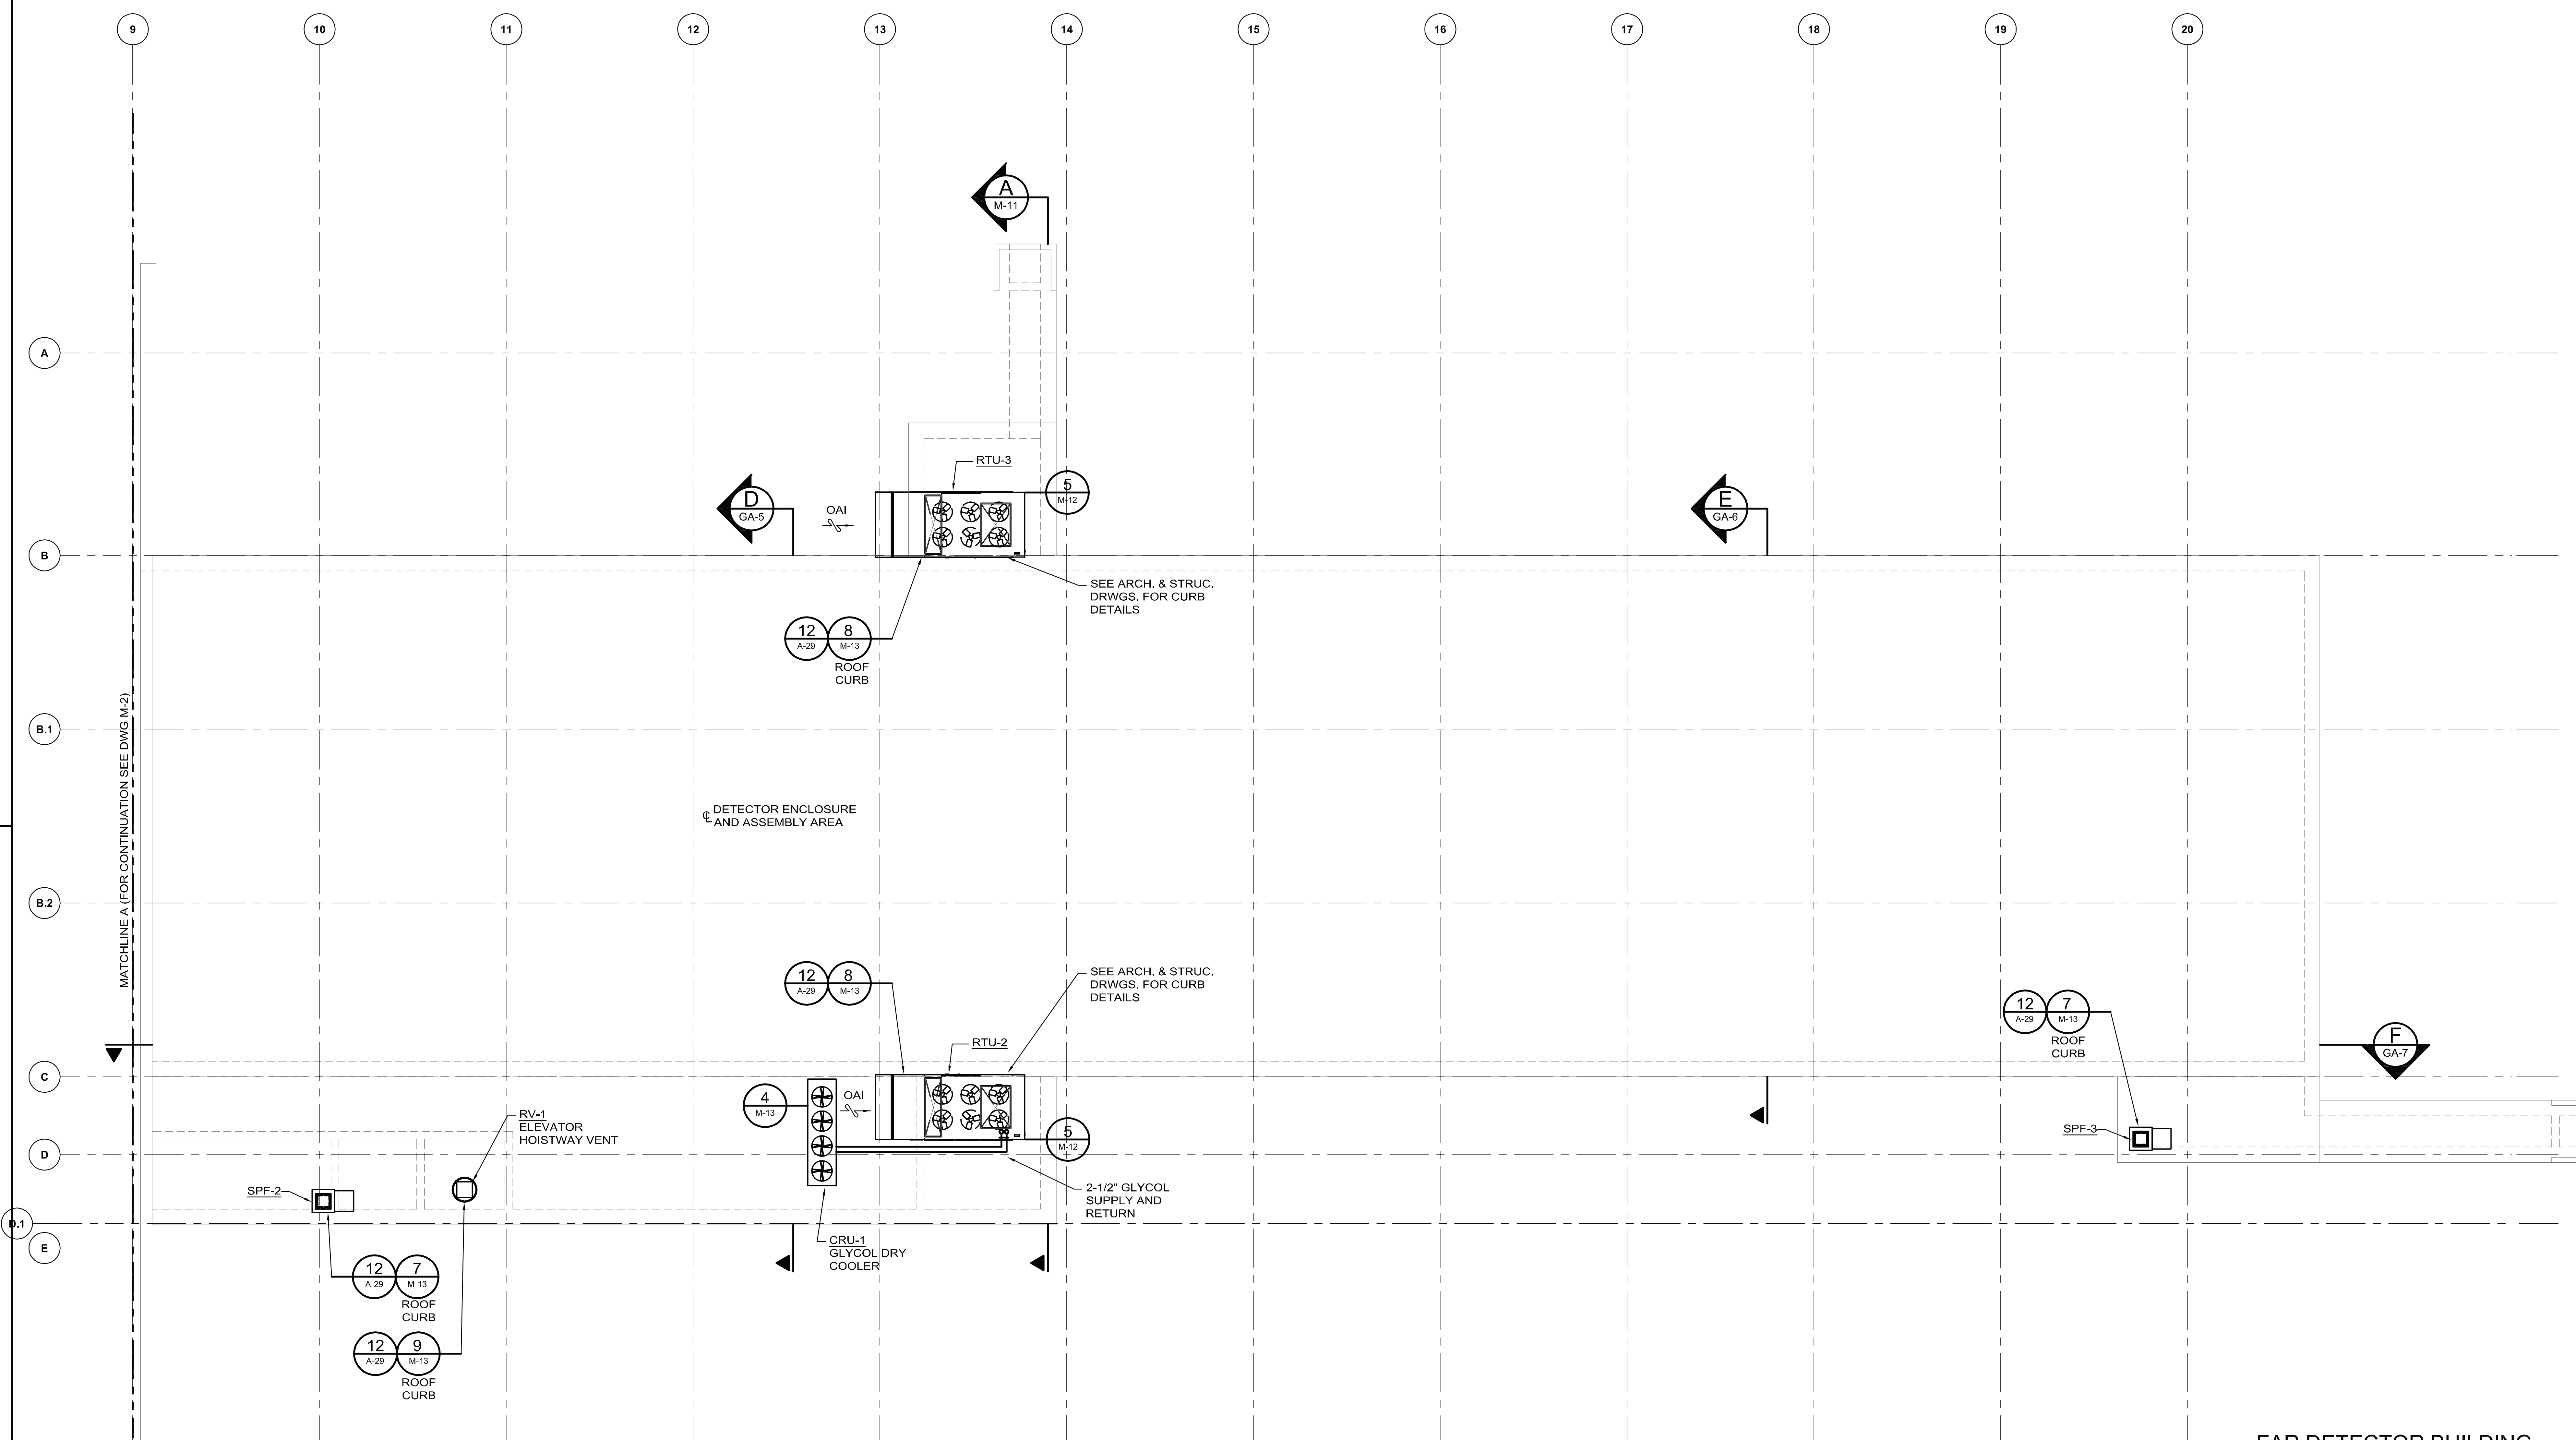 9
10
11
12
13
14
15
16
17
18
19
20
A
M-11
A
RTU-3
5
M-12
D
GA-5
OAI
E
GA-6
B
SEE ARCH. & STRUC.
DRWGS. FOR CURB
DETAILS
12
A-29
8
M-13
ROOF
CURB
MATCHLINE A (FOR CONTINUATION SEE DWG M-2)
B.1
℄ DETECTOR ENCLOSURE
AND ASSEMBLY AREA
B.2
12
A-29
8
M-13
SEE ARCH. & STRUC.
DRWGS. FOR CURB
DETAILS
12
A-29
7
M-13
ROOF
CURB
RTU-2
F
GA-7
C
4
M-13
OAI
RV-1
ELEVATOR
HOISTWAY VENT
5
M-12
SPF-3
D
SPF-2
2-1/2" GLYCOL
SUPPLY AND
RETURN
D.1
E
CRU-1
GLYCOL DRY
COOLER
12
A-29
7
M-13
ROOF
CURB
12
A-29
9
M-13
ROOF
CURB
FAR DETECTOR BUILDING